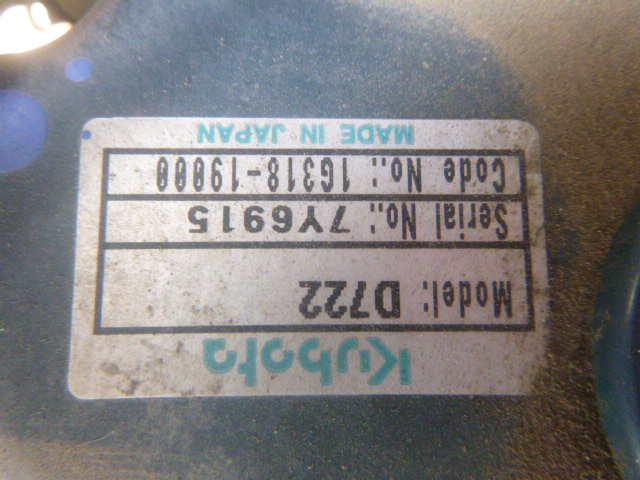 Kubota
Model: D722
Serial No.: 7Y6915
Code No.: 1G318-19000
MADE IN JAPAN